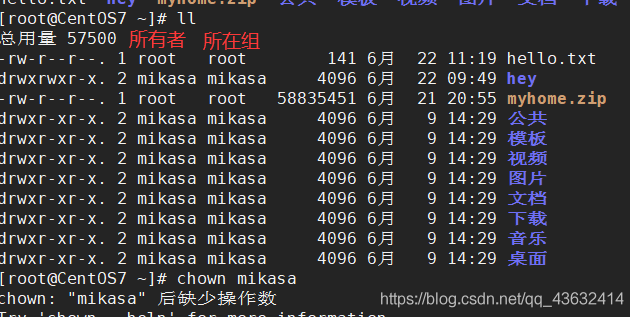 hello.txt hey myhome.zip 公共 模板 视频 图片 文档 下载
[root@CentOS7 ~]# ll
总用量 57500 所有者 所在组
-rw-r--r--. 1 root root 141 6月 22 11:19 hello.txt
drwxrwxr-x. 2 mikasa mikasa 4096 6月 22 09:49 hey
-rw-r--r--. 1 root root 58835451 6月 21 20:55 myhome.zip
drwxr-xr-x. 2 mikasa mikasa 4096 6月 9 14:29 公共
drwxr-xr-x. 2 mikasa mikasa 4096 6月 9 14:29 模板
drwxr-xr-x. 2 mikasa mikasa 4096 6月 9 14:29 视频
drwxr-xr-x. 2 mikasa mikasa 4096 6月 9 14:29 图片
drwxr-xr-x. 2 mikasa mikasa 4096 6月 9 14:29 文档
drwxr-xr-x. 2 mikasa mikasa 4096 6月 9 14:29 下载
drwxr-xr-x. 2 mikasa mikasa 4096 6月 9 14:29 音乐
drwxr-xr-x. 2 mikasa mikasa 4096 6月 9 14:29 桌面
[root@CentOS7 ~]# chown mikasa
chown: "mikasa" 后缺少操作数
https://blog.csdn.net/qq_43632414
Try 'chown --help' for more information